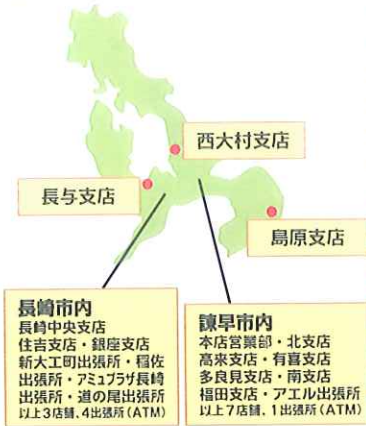 西大村支店
長与支店
島原支店
長崎市内
長崎中央支店
住吉支店・銀座支店
新大工町出張所・稲佐
出張所・アミュプラザ長崎
出張所・道の尾出張所
以上3店舗、4出張所(ATM)
諫早市内
本店営業部・北支店
高来支店・有喜支店
多良見支店・南支店
福田支店・アエル出張所
以上7店舗、1出張所(ATM)